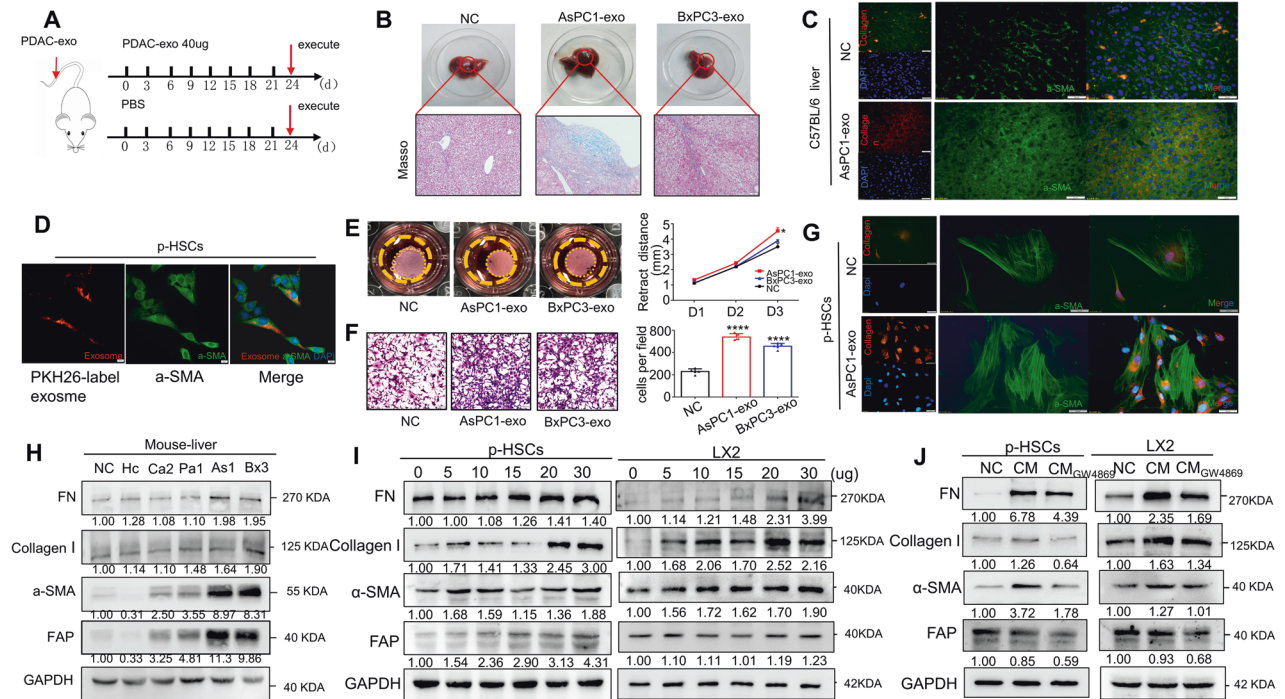 A
PDAC-exo
PDAC-exo 40ug
execute
0 3 6 9 12 15 18 21 24 (d)
PBS
execute
0 3 6 9 12 15 18 21 24 (d)
B
NC AsPC1-exo BxPC3-exo
Masso
C
C57BL/6 liver
NC
Collagen
DAPI
a-SMA
Merge
AsPC1-exo
Collage
n
DAPI
a-SMA
Merge
D
p-HSCs
Exosome
a-SMA
Exosome a-SMA DAPI
PKH26-label
exosme
a-SMA
Merge
E
NC AsPC1-exo BxPC3-exo
Retract distance
(mm)
5
4
3
2
1
0
*
AsPC1-exo
BxPC3-exo
NC
D1 D2 D3
F
NC AsPC1-exo BxPC3-exo
cells per field
800
600
400
200
0
****
****
NC
AsPC1-exo
BxPC3-exo
G
p-HSCs
NC
Collagen
Dapi
a-SMA
Merge
AsPC1-exo
Collagen
Dapi
a-SMA
Merge
H
Mouse-liver
NC Hc Ca2 Pa1 As1 Bx3
FN 270 KDA
1.00 1.28 1.08 1.10 1.98 1.95
Collagen I 125 KDA
1.00 1.14 1.10 1.48 1.64 1.90
a-SMA 55 KDA
1.00 0.31 2.50 3.55 8.97 8.31
FAP 40 KDA
1.00 0.33 3.25 4.81 11.3 9.86
GAPDH 40 KDA
I
p-HSCs LX2
0 5 10 15 20 30 0 5 10 15 20 30 (ug)
FN 270KDA
1.00 1.00 1.08 1.26 1.41 1.40 1.00 1.14 1.21 1.48 2.31 3.99
Collagen I 125KDA
1.00 1.71 1.41 1.33 2.45 3.00 1.00 1.68 2.06 1.70 2.52 2.16
α-SMA 40KDA
1.00 1.68 1.59 1.15 1.36 1.88 1.00 1.56 1.72 1.62 1.70 1.90
FAP 40KDA
1.00 1.54 2.36 2.90 3.13 4.31 1.00 1.10 1.11 1.01 1.19 1.23
GAPDH 42KDA
J
p-HSCs LX2
NC CM CMGW4869 NC CM CMGW4869
FN 270KDA
1.00 6.78 4.39 1.00 2.35 1.69
Collagen I 125KDA
1.00 1.26 0.64 1.00 1.63 1.34
α-SMA 40 KDA
1.00 3.72 1.78 1.00 1.27 1.01
FAP 40 KDA
1.00 0.85 0.59 1.00 0.93 0.68
GAPDH 42 KDA